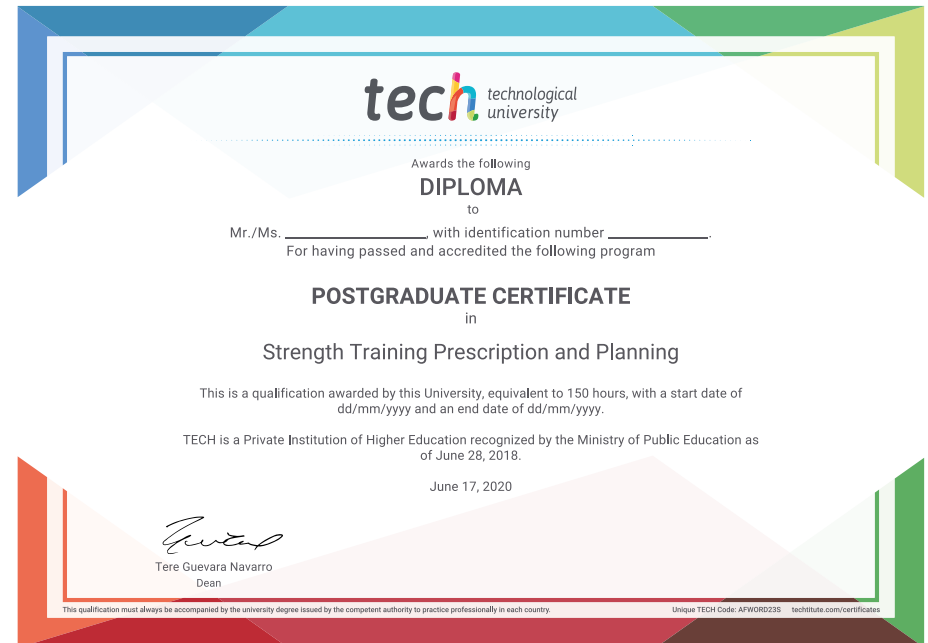 tech technological
university
Awards the following
DIPLOMA
to
Mr./Ms. ____________, with identification number ____________.
For having passed and accredited the following program
POSTGRADUATE CERTIFICATE
in
Strength Training Prescription and Planning
This is a qualification awarded by this University, equivalent to 150 hours, with a start date of
dd/mm/yyyy and an end date of dd/mm/yyyy.
TECH is a Private Institution of Higher Education recognized by the Ministry of Public Education as
of June 28, 2018.
June 17, 2020
Tere Guevara Navarro
Dean
This qualification must always be accompanied by the university degree issued by the competent authority to practice professionally in each country.
Unique TECH Code: AFWORD23S techtitute.com/certificates